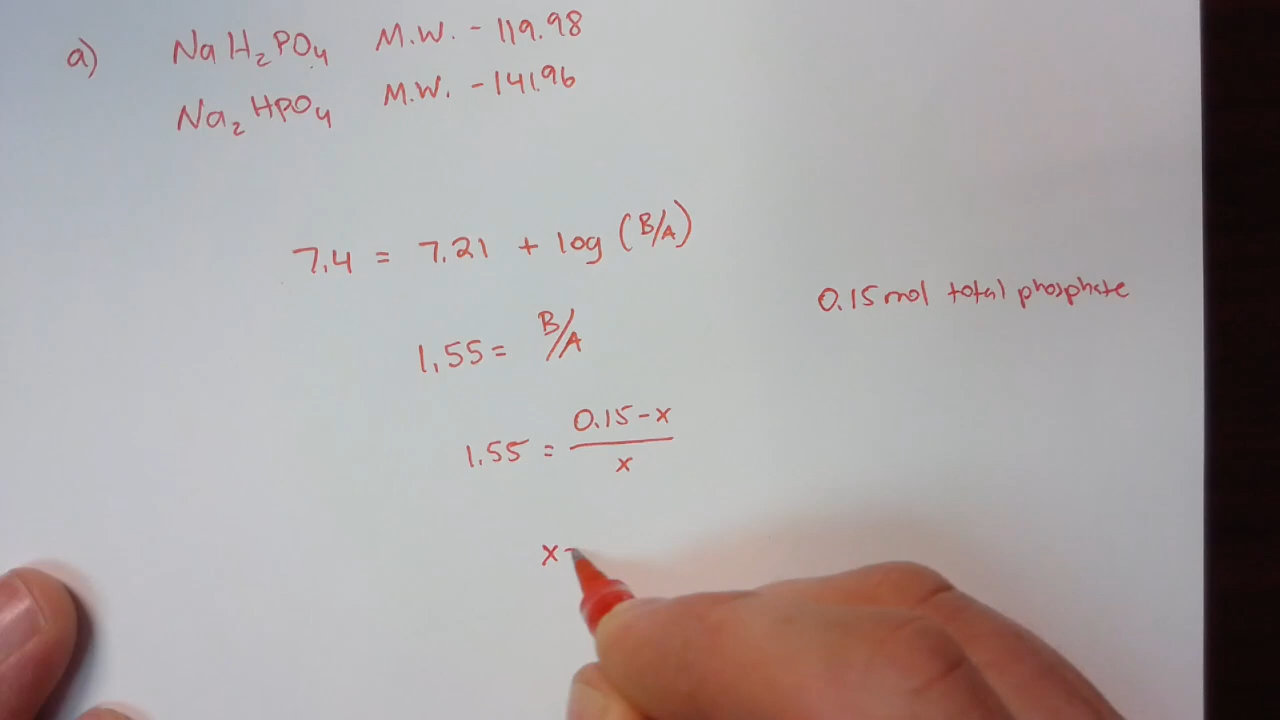 a) NaH₂PO₄ M.W. - 119.98
Na₂HPO₄ M.W. - 141.96
7.4 = 7.21 + log (B/A)
0.15 mol total phosphate
1.55 = B/A
1.55 = (0.15 - x)/x
x -